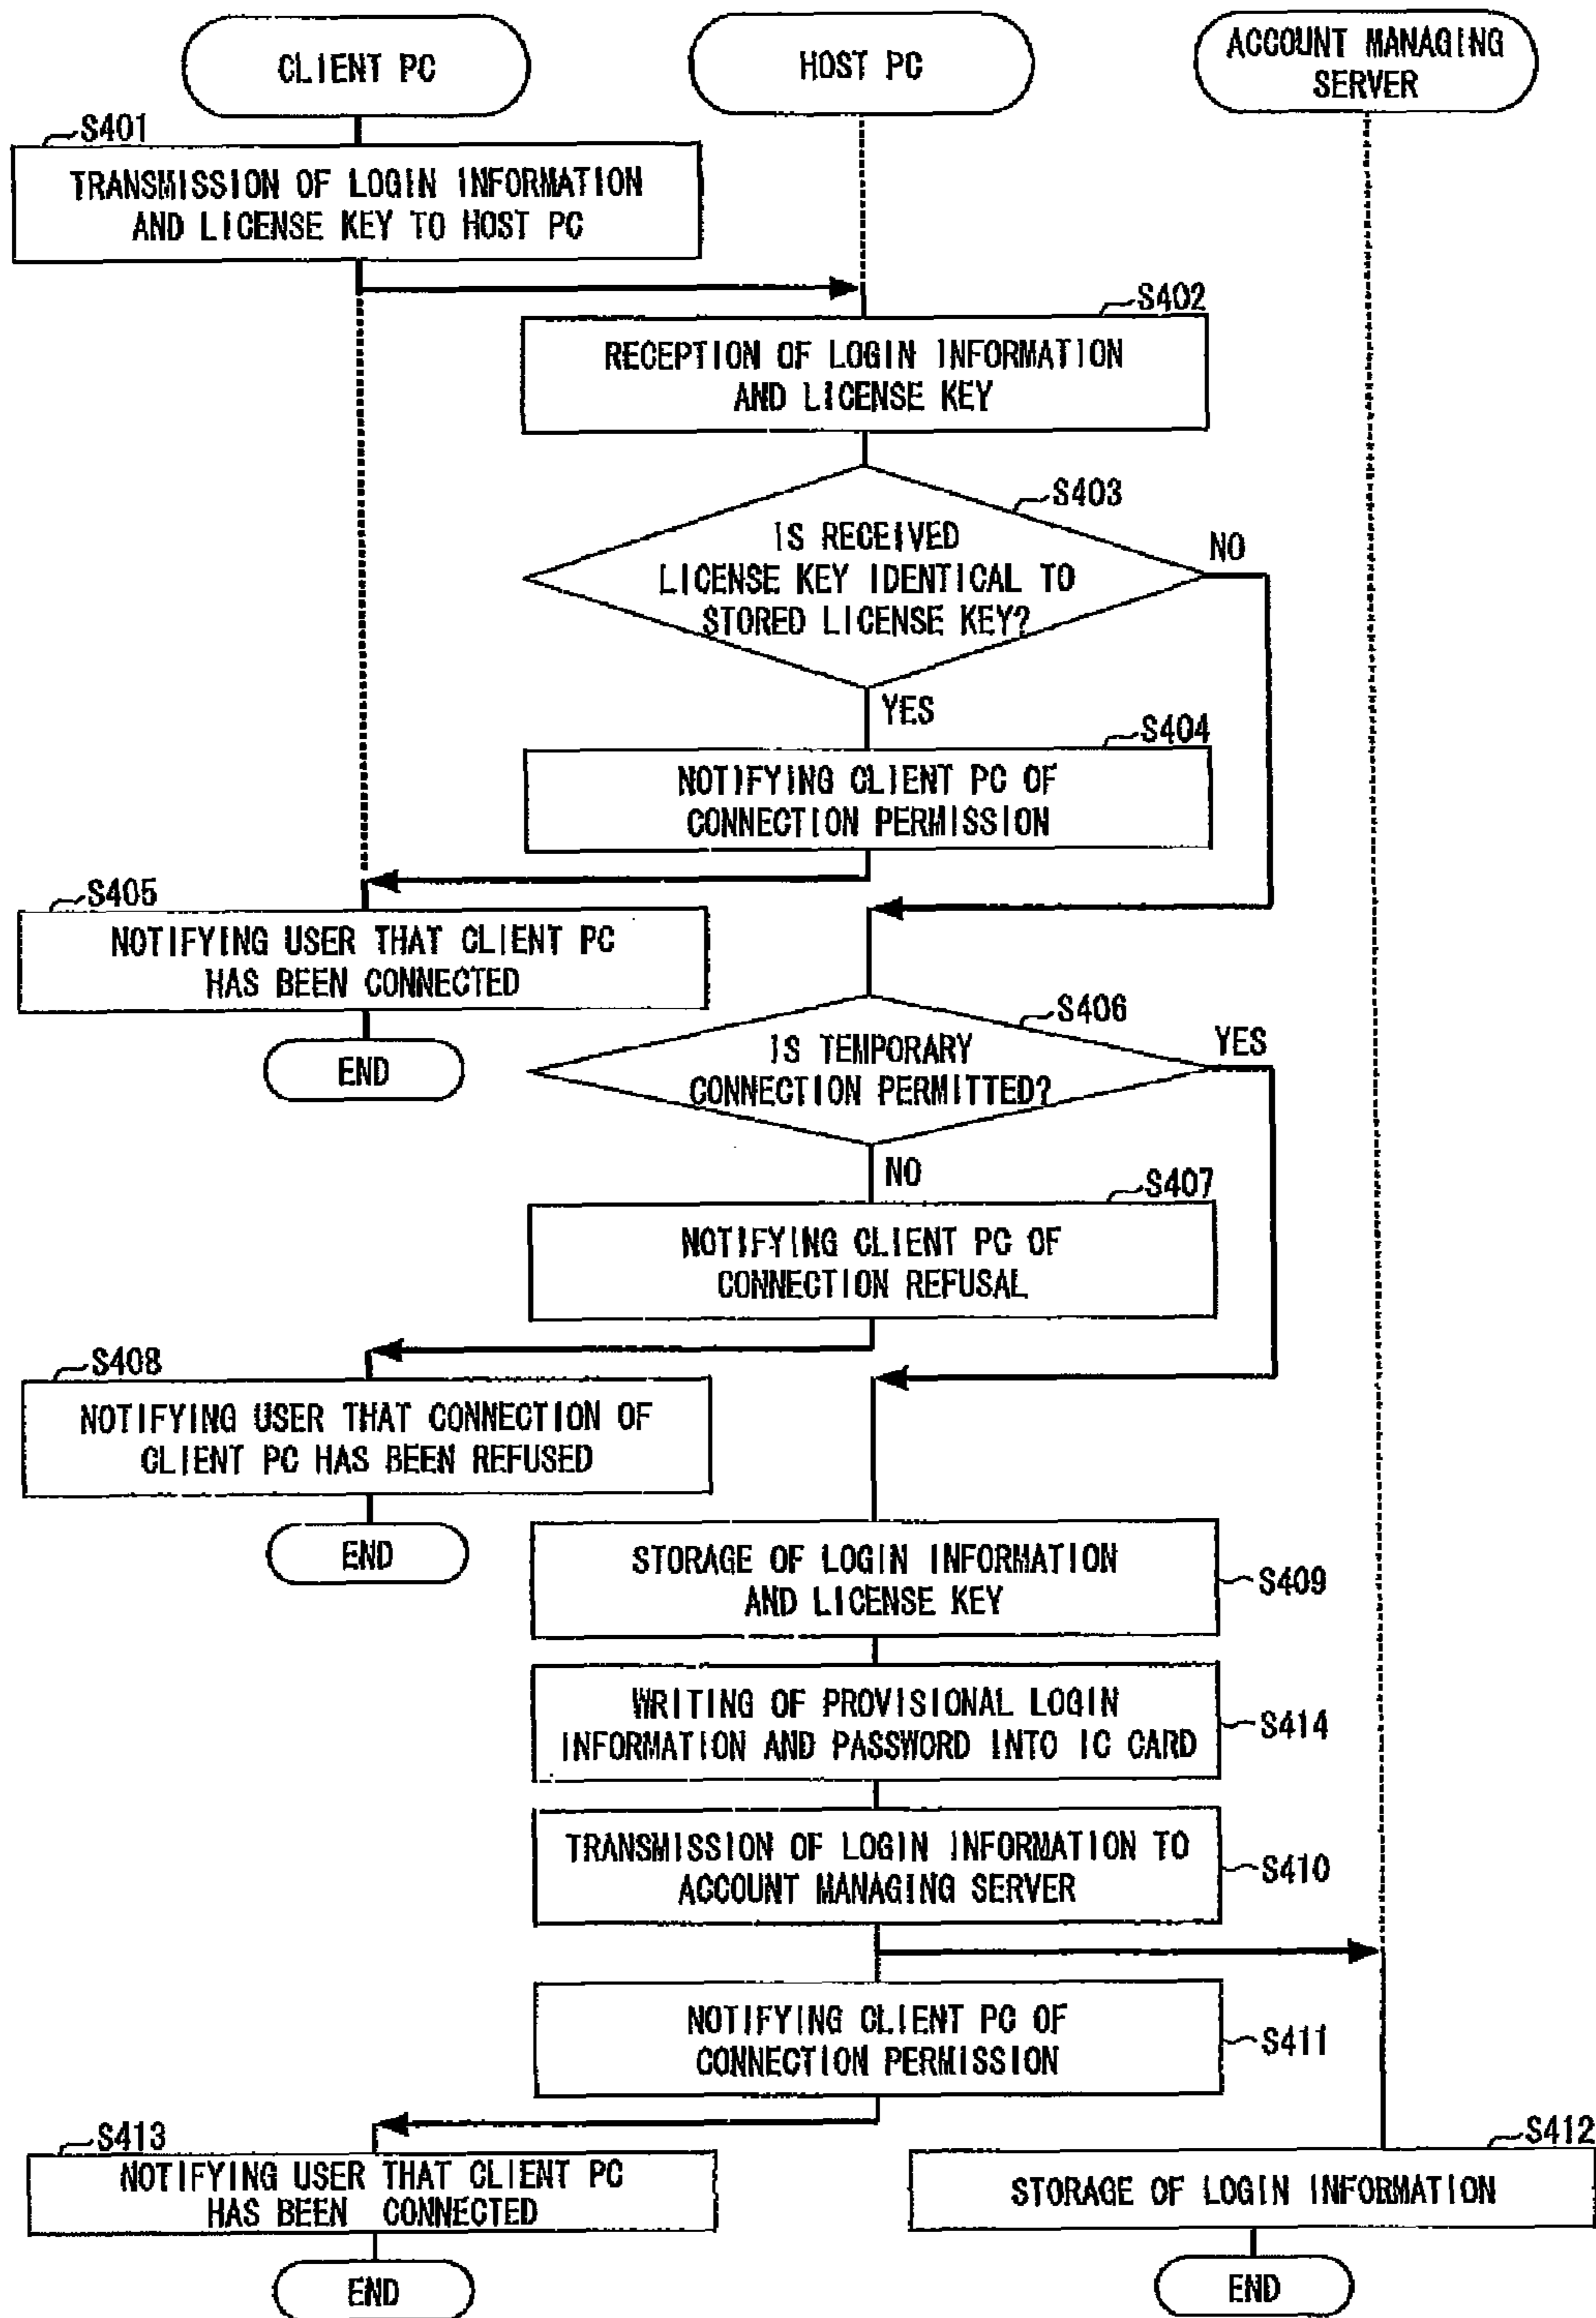 CLIENT PC
HOST PC
ACCOUNT MANAGING
SERVER
S401
TRANSMISSION OF LOGIN INFORMATION
AND LICENSE KEY TO HOST PC
S402
RECEPTION OF LOGIN INFORMATION
AND LICENSE KEY
S403
IS RECEIVED
LICENSE KEY IDENTICAL TO
STORED LICENSE KEY?
NO
YES
S404
NOTIFYING CLIENT PC OF
CONNECTION PERMISSION
S405
NOTIFYING USER THAT CLIENT PC
HAS BEEN CONNECTED
END
S406
IS TEMPORARY
CONNECTION PERMITTED?
YES
NO
S407
NOTIFYING CLIENT PC OF
CONNECTION REFUSAL
S408
NOTIFYING USER THAT CONNECTION OF
CLIENT PC HAS BEEN REFUSED
END
STORAGE OF LOGIN INFORMATION
AND LICENSE KEY
S409
WRITING OF PROVISIONAL LOGIN
INFORMATION AND PASSWORD INTO IC CARD
S414
TRANSMISSION OF LOGIN INFORMATION TO
ACCOUNT MANAGING SERVER
S410
NOTIFYING CLIENT PC OF
CONNECTION PERMISSION
S411
S413
NOTIFYING USER THAT CLIENT PC
HAS BEEN CONNECTED
END
S412
STORAGE OF LOGIN INFORMATION
END